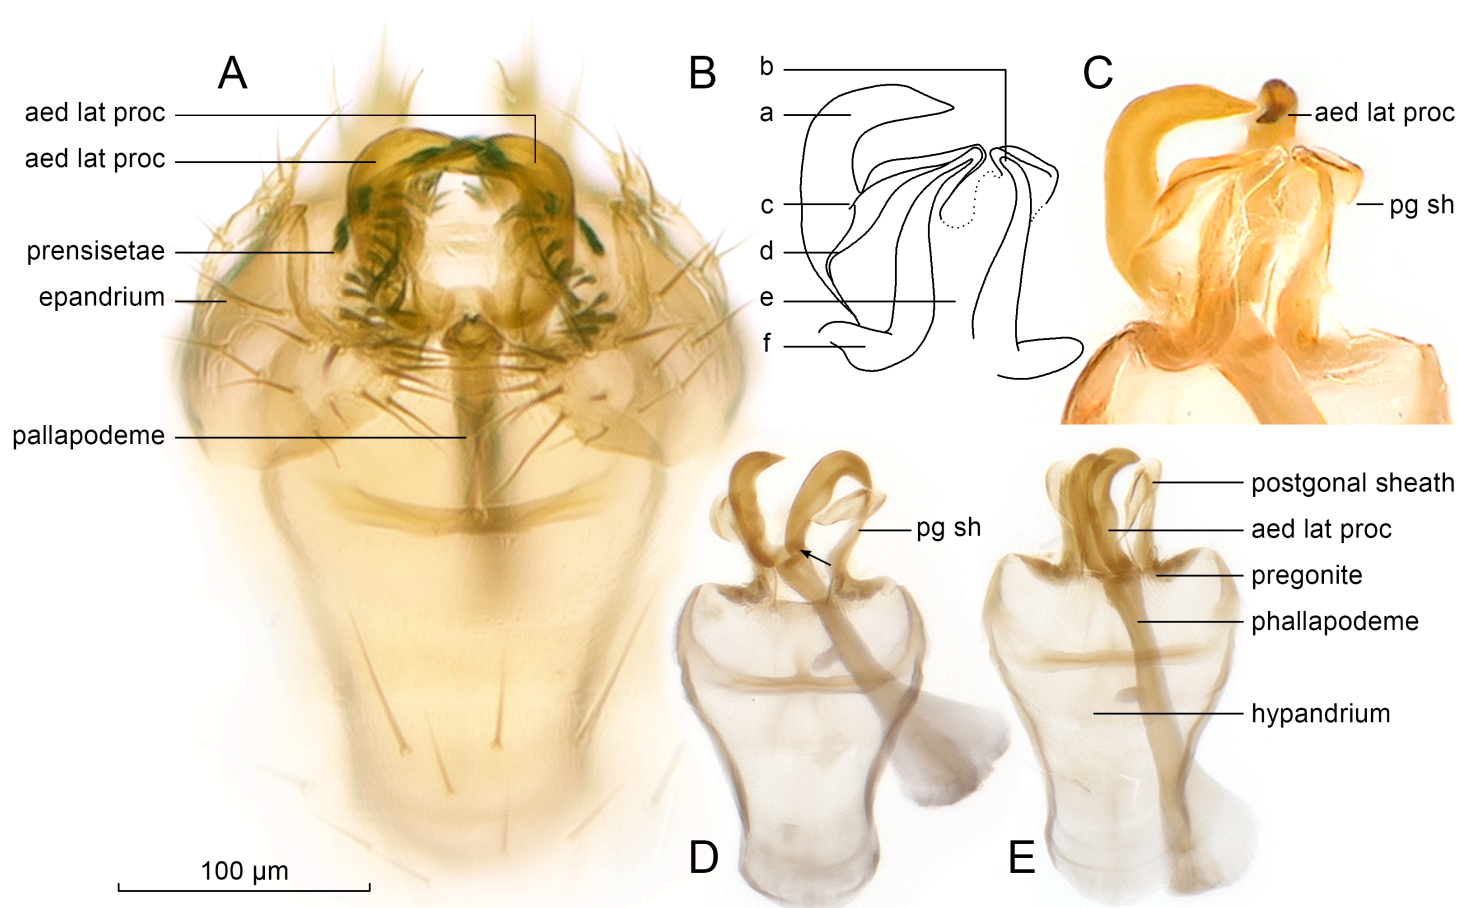 A
aed lat proc
aed lat proc
prensisetae
epandrium
pallapodeme
100 µm
B
b
a
c
d
e
f
C
aed lat proc
pg sh
D
pg sh
E
postgonal sheath
aed lat proc
pregonite
phallapodeme
hypandrium